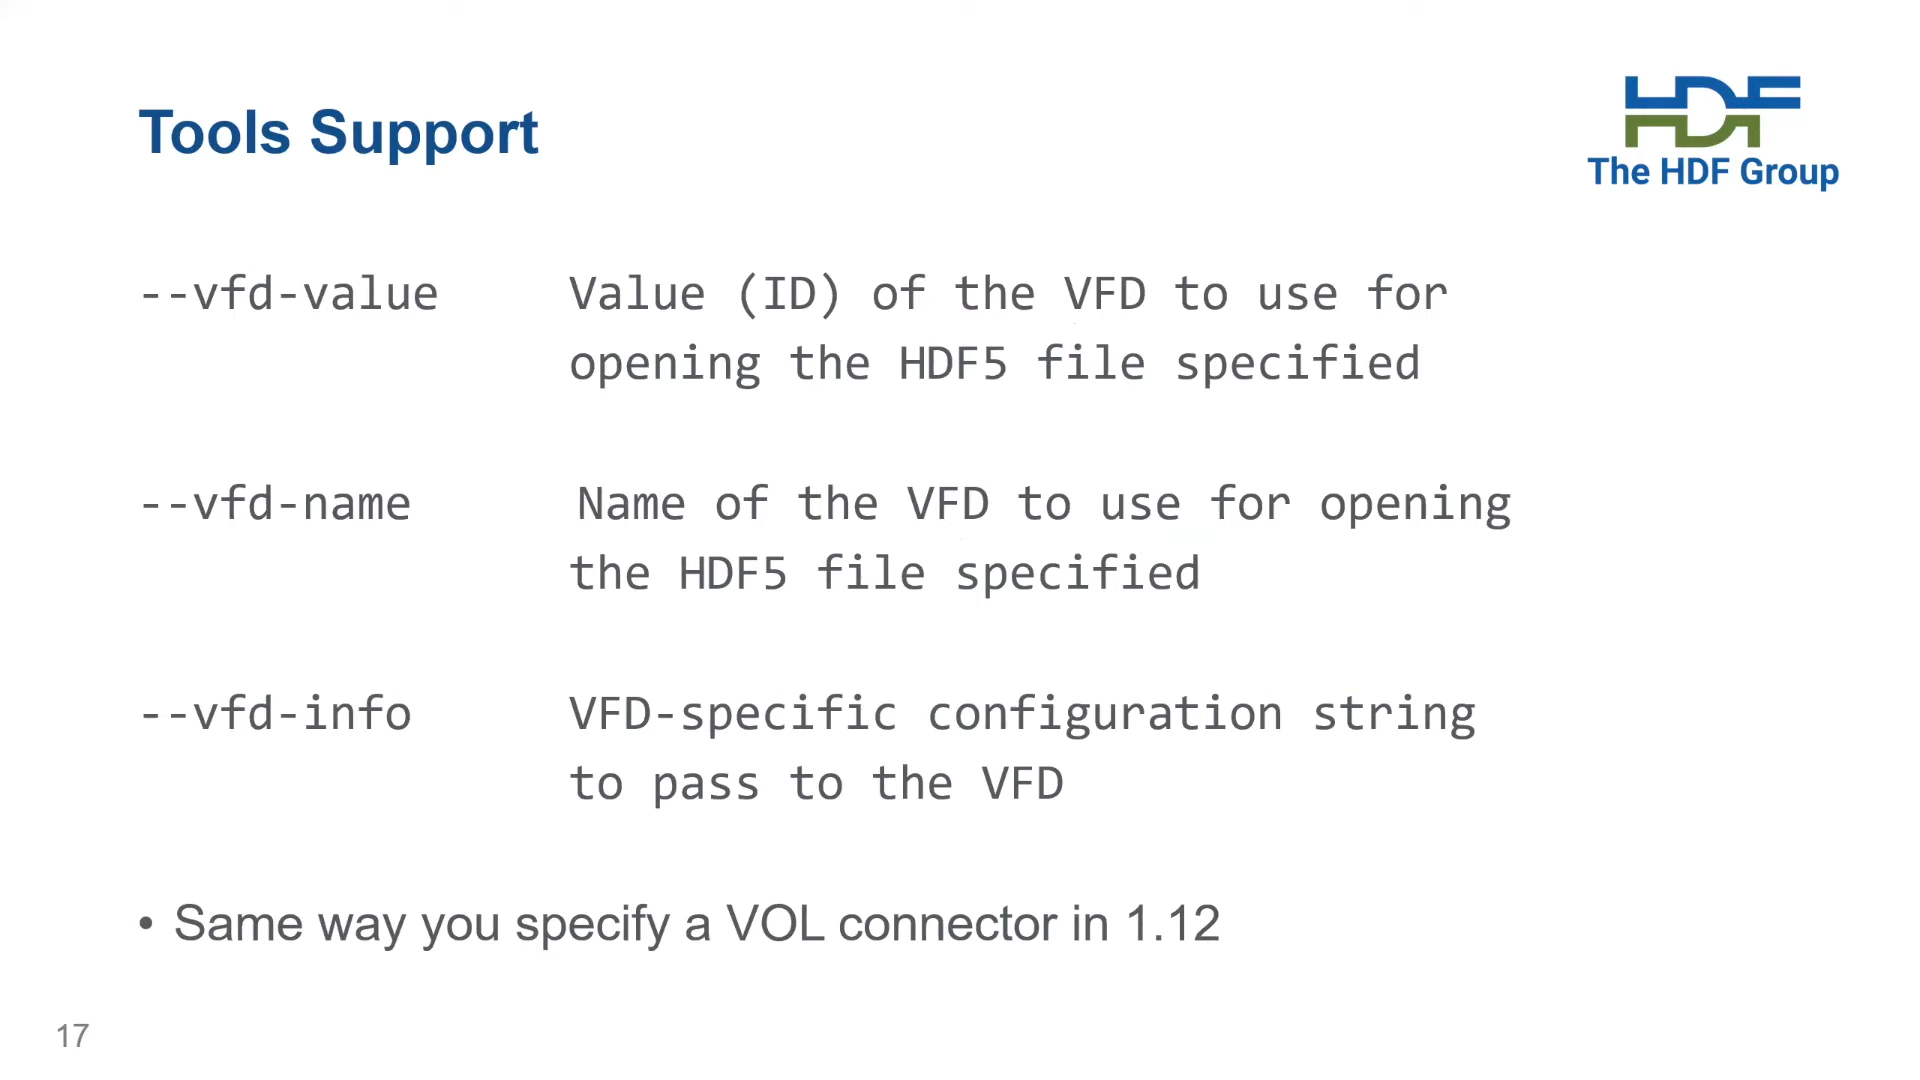 Tools Support
HDF
The HDF Group
--vfd-value Value (ID) of the VFD to use for
opening the HDF5 file specified
--vfd-name Name of the VFD to use for opening
the HDF5 file specified
--vfd-info VFD-specific configuration string
to pass to the VFD
• Same way you specify a VOL connector in 1.12
17